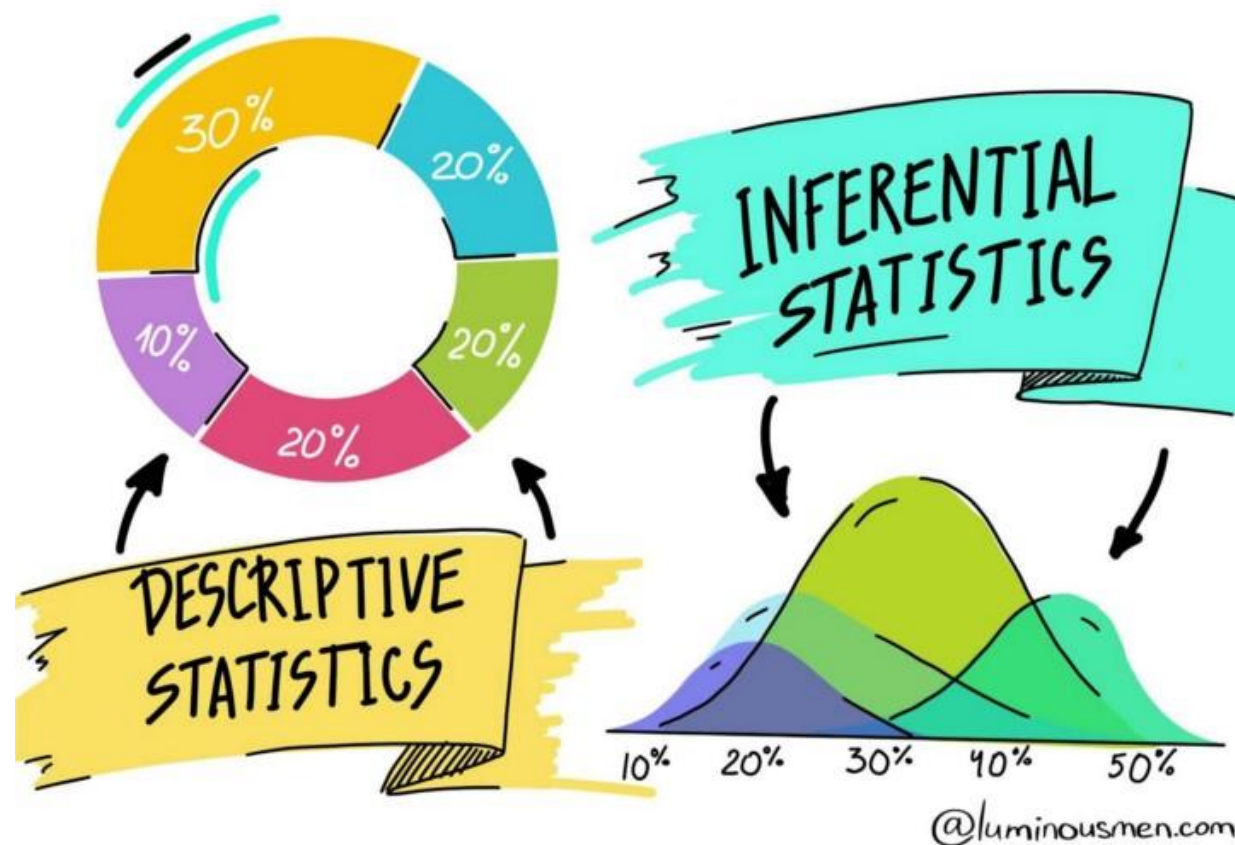 30%
20%
10%
20%
20%
DESCRIPTIVE
STATISTICS
INFERENTIAL
STATISTICS
10% 20% 30% 40% 50%
@luminousmen.com